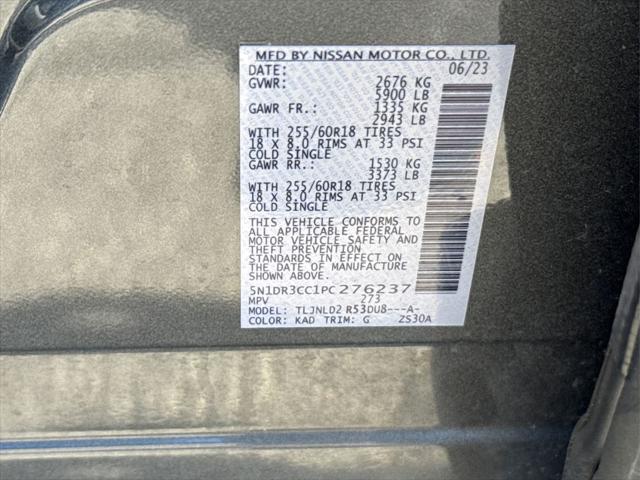 MFD BY NISSAN MOTOR CO., LTD.
DATE: 06/23
GVWR: 2676 KG
5900 LB
GAWR FR.: 1335 KG
2943 LB
WITH 255/60R18 TIRES
18 X 8.0 RIMS AT 33 PSI
COLD SINGLE
GAWR RR.: 1530 KG
3373 LB
WITH 255/60R18 TIRES
18 X 8.0 RIMS AT 33 PSI
COLD SINGLE
THIS VEHICLE CONFORMS TO
ALL APPLICABLE FEDERAL
MOTOR VEHICLE SAFETY AND
THEFT PREVENTION
STANDARDS IN EFFECT ON
THE DATE OF MANUFACTURE
SHOWN ABOVE.
5N1DR3CC1PC276237
MPV 273
MODEL: TLJNLD2 R53DU8---A-
COLOR: KAD TRIM: G ZS30A